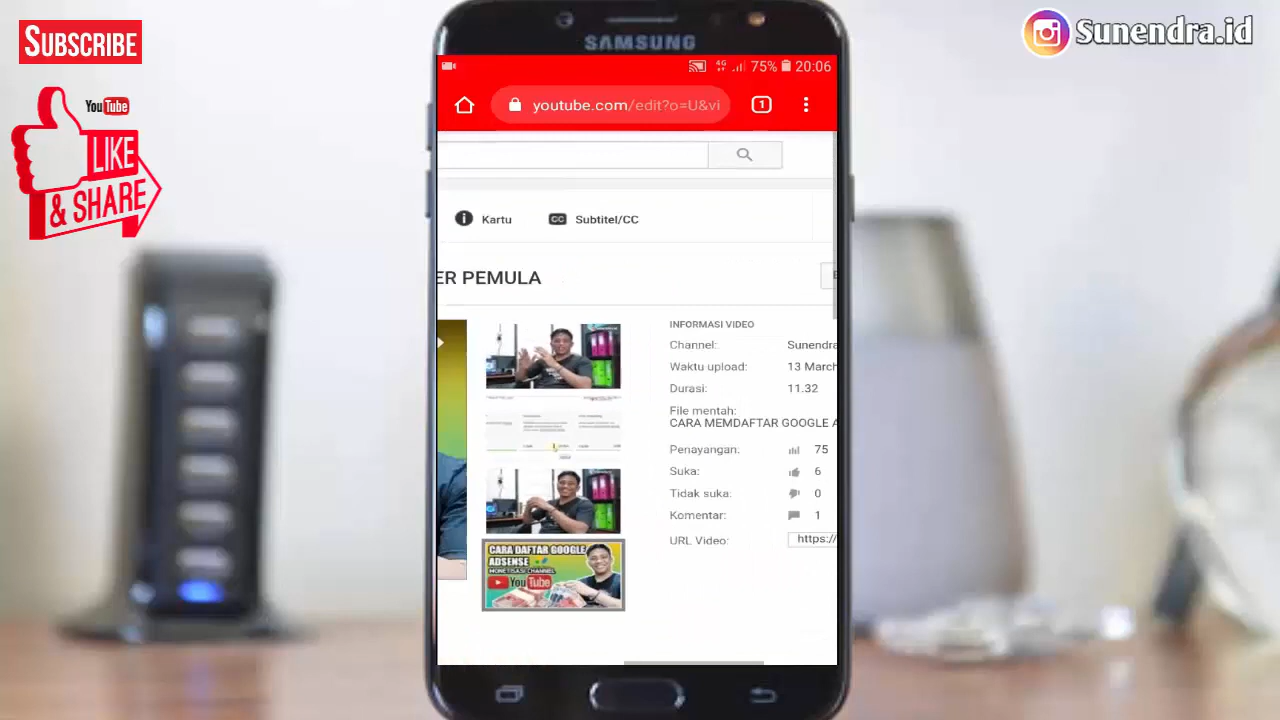 SUBSCRIBE
YouTube
LIKE
& SHARE
Sunendra.id
SAMSUNG
4G 75% 20:06
youtube.com/edit?o=U&vi
1
Kartu
CC Subtitel/CC
ER PEMULA
INFORMASI VIDEO
Channel: Sunendra
Waktu upload: 13 March
Durasi: 11.32
File mentah:
CARA MEMDAFTAR GOOGLE A
Penayangan: 75
Suka: 6
Tidak suka: 0
Komentar: 1
URL Video: https://
CARA DAFTAR GOOGLE
ADSENSE
MONETISASI CHANNEL
YouTube